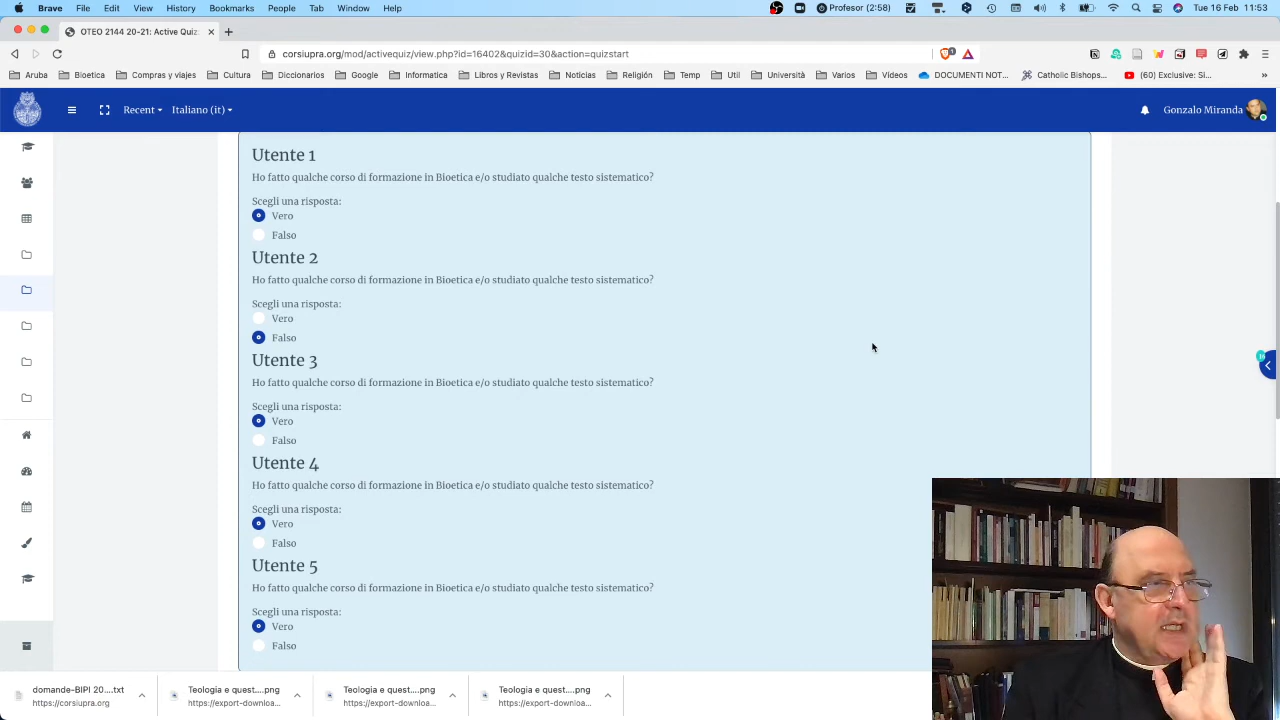 Brave File Edit View History Bookmarks People Tab Window Help Profesor (2:58) Tue 16 Feb 11:53
OTEO 2144 20-21: Active Quiz
corsiupra.org/mod/activequiz/view.php?id=16402&quizid=30&action=quizstart
Aruba Bioetica Compras y viajes Cultura Diccionarios Google Informatica Libros y Revistas Noticias Religión Temp Util Università Varios Vídeos DOCUMENTI NOT... Catholic Bishops... (60) Exclusive: Si...
Recent Italiano (it) Gonzalo Miranda
Utente 1
Ho fatto qualche corso di formazione in Bioetica e/o studiato qualche testo sistematico?
Scegli una risposta:
Vero
Falso
Utente 2
Ho fatto qualche corso di formazione in Bioetica e/o studiato qualche testo sistematico?
Scegli una risposta:
Vero
Falso
Utente 3
Ho fatto qualche corso di formazione in Bioetica e/o studiato qualche testo sistematico?
Scegli una risposta:
Vero
Falso
Utente 4
Ho fatto qualche corso di formazione in Bioetica e/o studiato qualche testo sistematico?
Scegli una risposta:
Vero
Falso
Utente 5
Ho fatto qualche corso di formazione in Bioetica e/o studiato qualche testo sistematico?
Scegli una risposta:
Vero
Falso
domande-BIPI 20....txt Teologia e quest....png Teologia e quest....png Teologia e quest....png
https://corsiupra.org https://export-downloa... https://export-downloa... https://export-downloa...